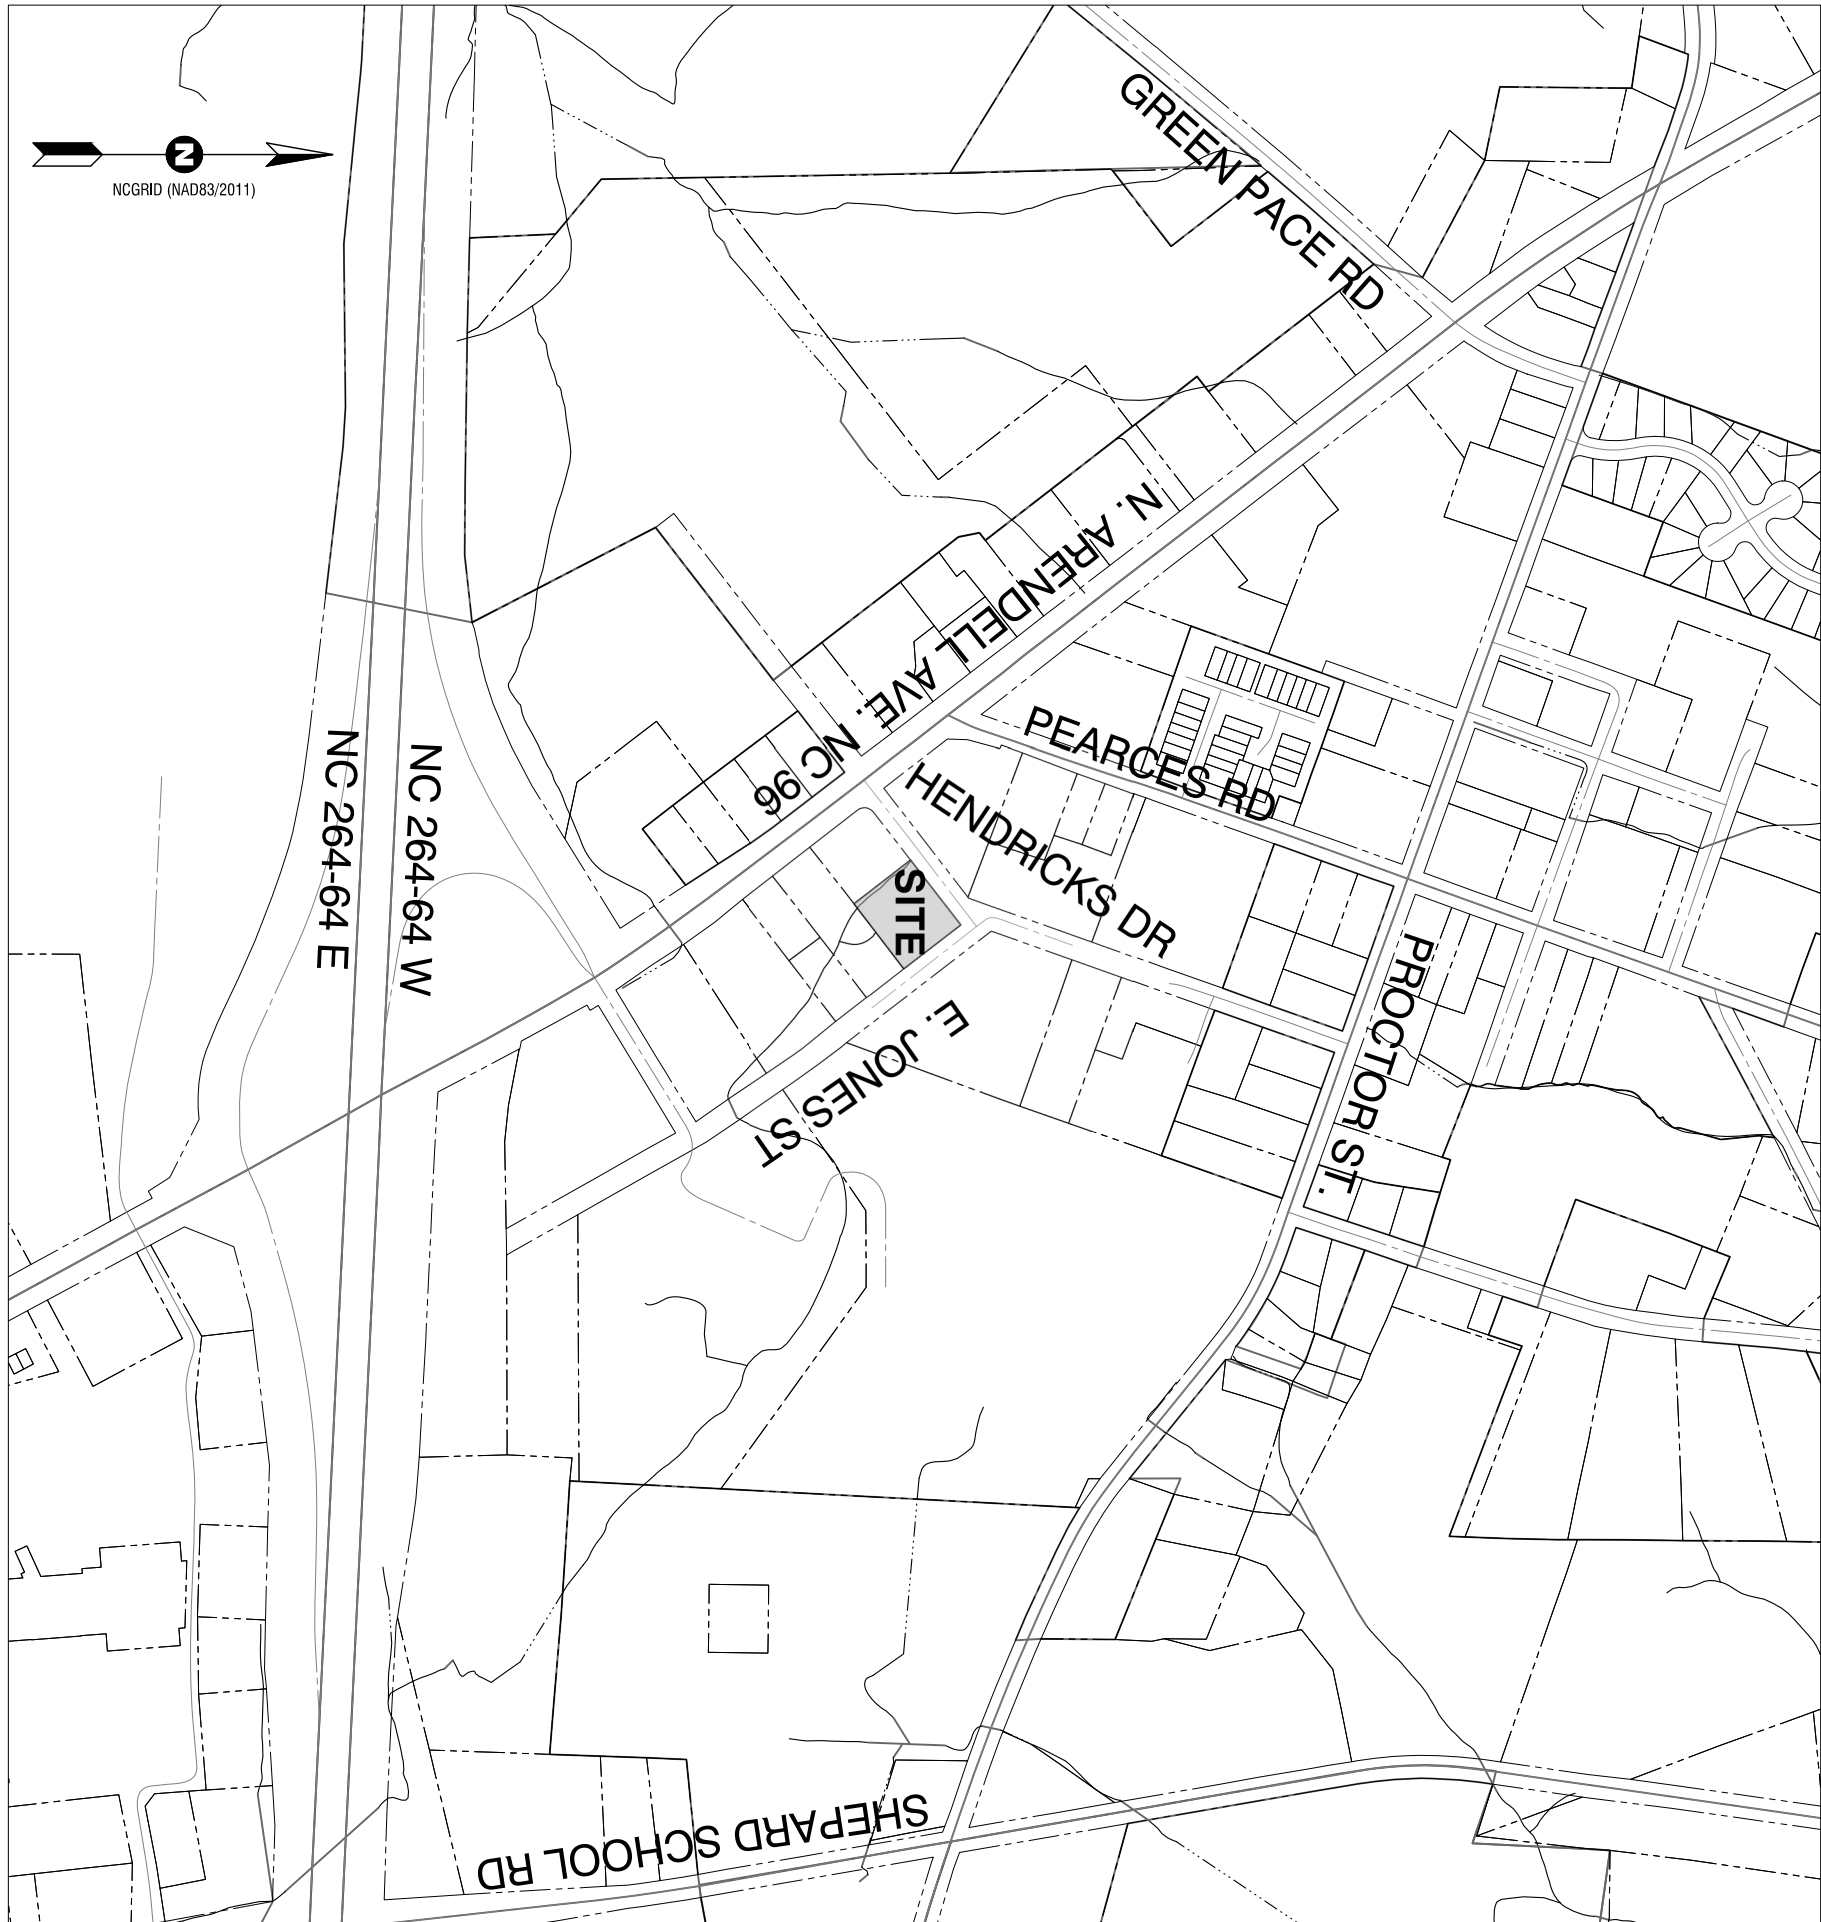 GREEN PACE RD
N
NCGRID (NAD83/2011)
N. ARENDELL AVE. NC 96
PEARCES RD
HENDRICKS DR
NC 264-64 E
NC 264-64 W
SITE
PROCTOR ST.
E. JONES ST
SHEPARD SCHOOL RD